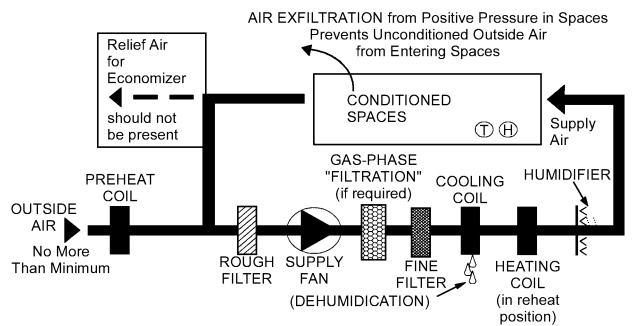 AIR EXFILTRATION from Positive Pressure in Spaces
Prevents Unconditioned Outside Air
from Entering Spaces
Relief Air
for
Economizer
should not
be present
CONDITIONED
SPACES
T H
Supply
Air
PREHEAT
COIL
OUTSIDE
AIR
No More
Than Minimum
ROUGH
FILTER
SUPPLY
FAN
GAS-PHASE
"FILTRATION"
(if required)
FINE
FILTER
COOLING
COIL
(DEHUMIDICATION)
HEATING
COIL
(in reheat
position)
HUMIDIFIER